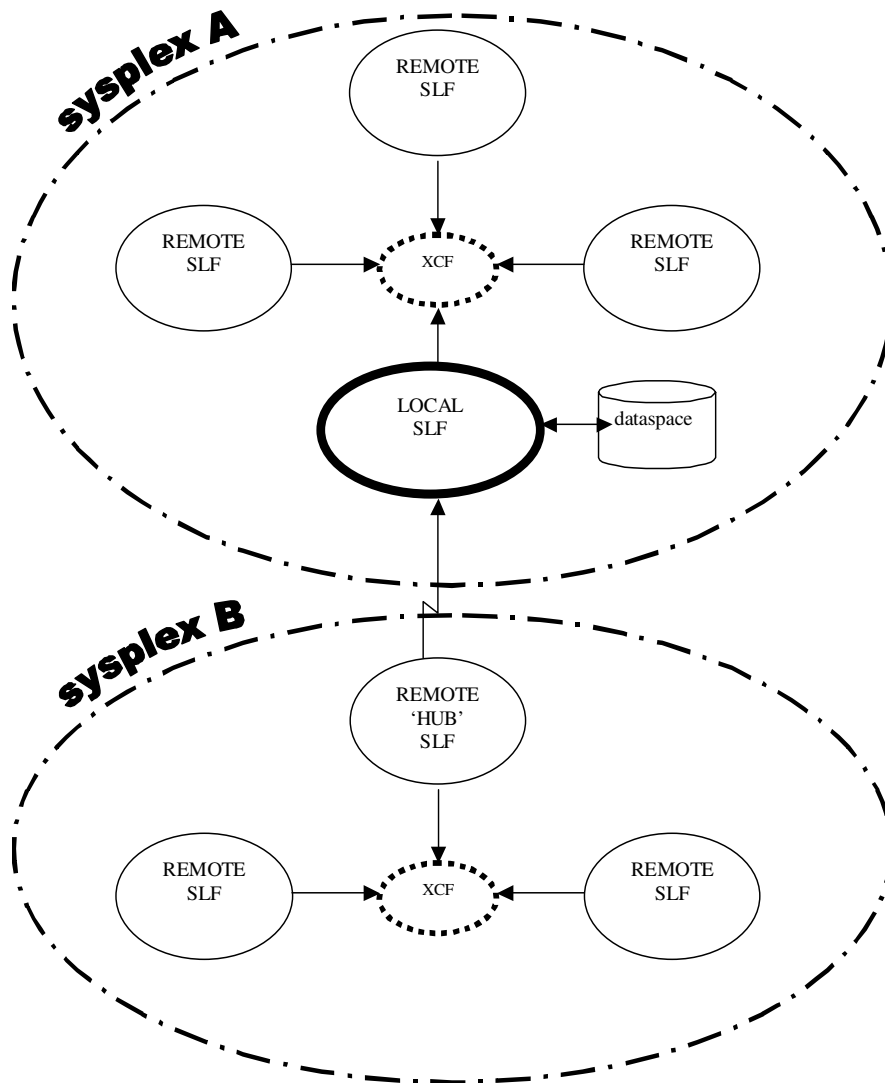 sysplex A
REMOTE
SLF
REMOTE
SLF
XCF
REMOTE
SLF
LOCAL
SLF
dataspace
sysplex B
REMOTE
‘HUB’
SLF
REMOTE
SLF
XCF
REMOTE
SLF